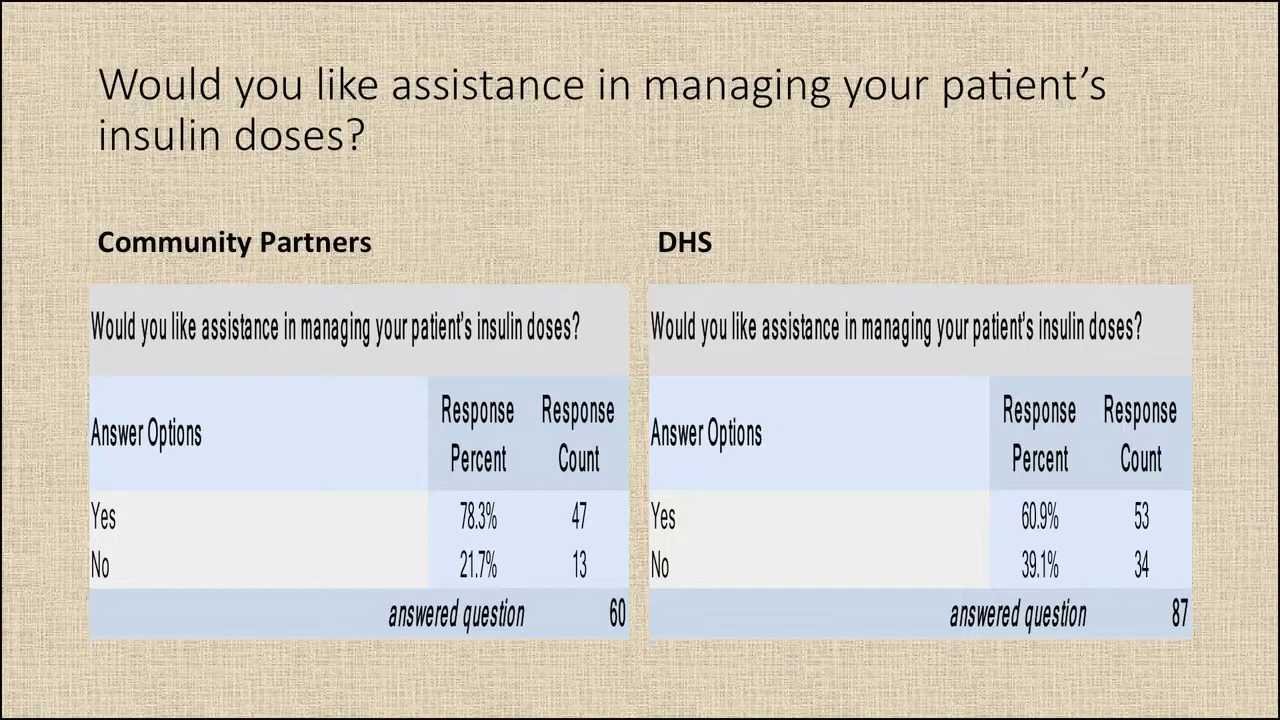 Would you like assistance in managing your patient’s
insulin doses?
Community Partners
Would you like assistance in managing your patient's insulin doses?
Answer Options
Response Percent
Response Count
Yes 78.3% 47
No 21.7% 13
answered question 60
DHS
Would you like assistance in managing your patient's insulin doses?
Answer Options
Response Percent
Response Count
Yes 60.9% 53
No 39.1% 34
answered question 87